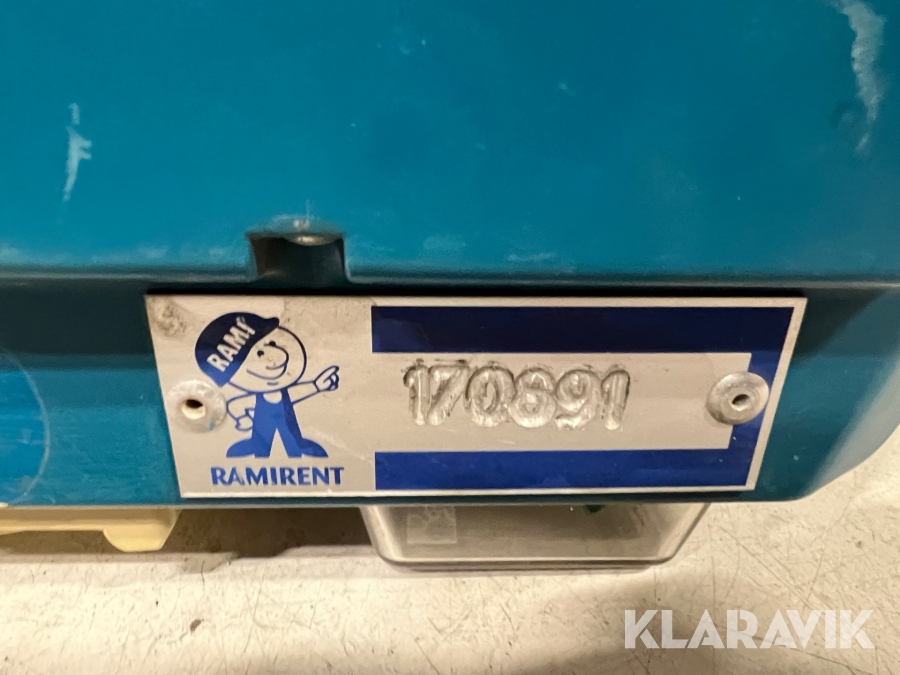 RAMI
170691
RAMIRENT
KLARAVIK